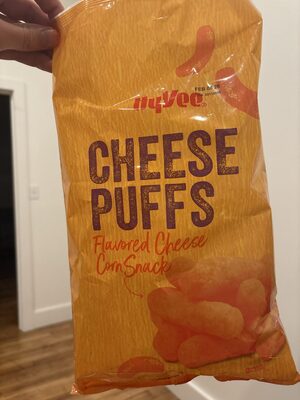 HyVee
CHEESE
PUFFS
Flavored Cheese
Corn Snack